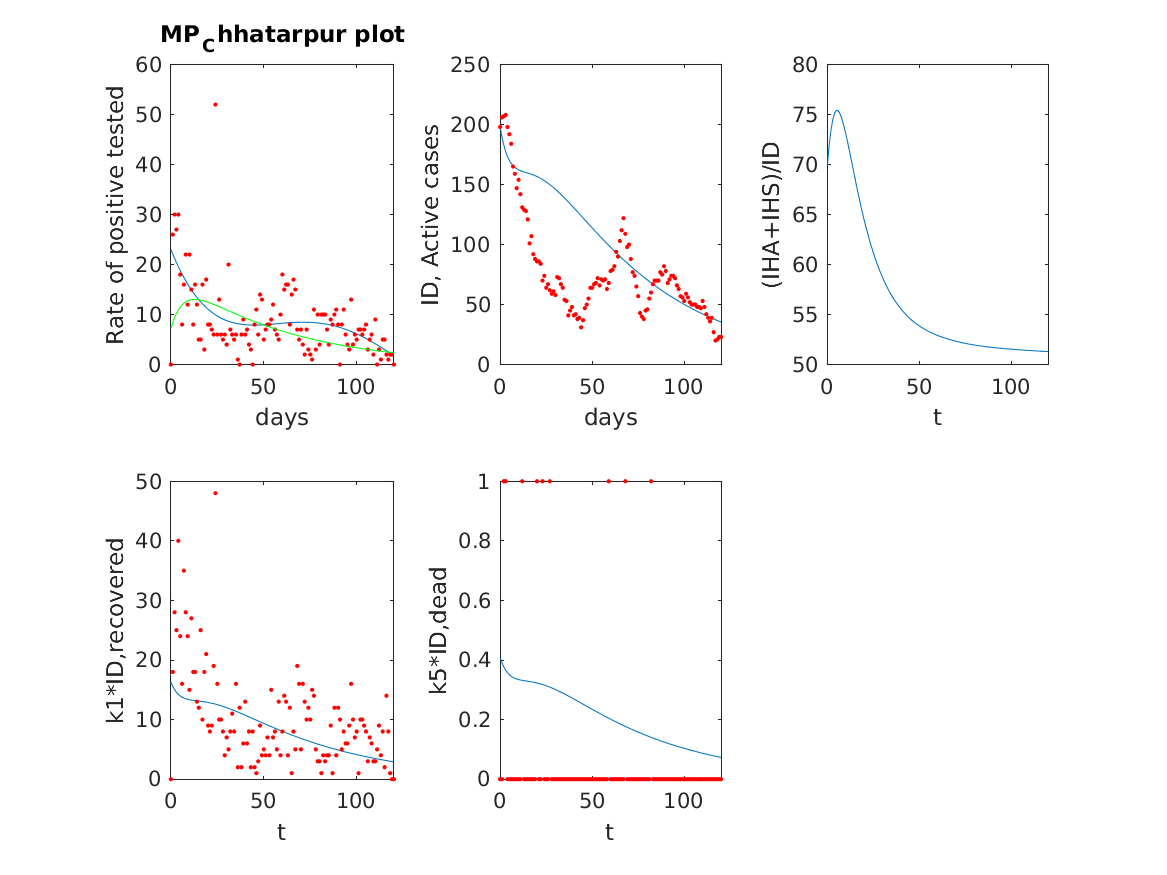 MPChhatarpur plot
60
50
40
30
20
10
0
0 50 100
Rate of positive tested
days
250
200
150
100
50
0
0 50 100
ID, Active cases
days
80
75
70
65
60
55
50
0 50 100
(IHA+IHS)/ID
t
50
40
30
20
10
0
0 50 100
k1*ID,recovered
t
1
0.8
0.6
0.4
0.2
0
0 50 100
k5*ID,dead
t